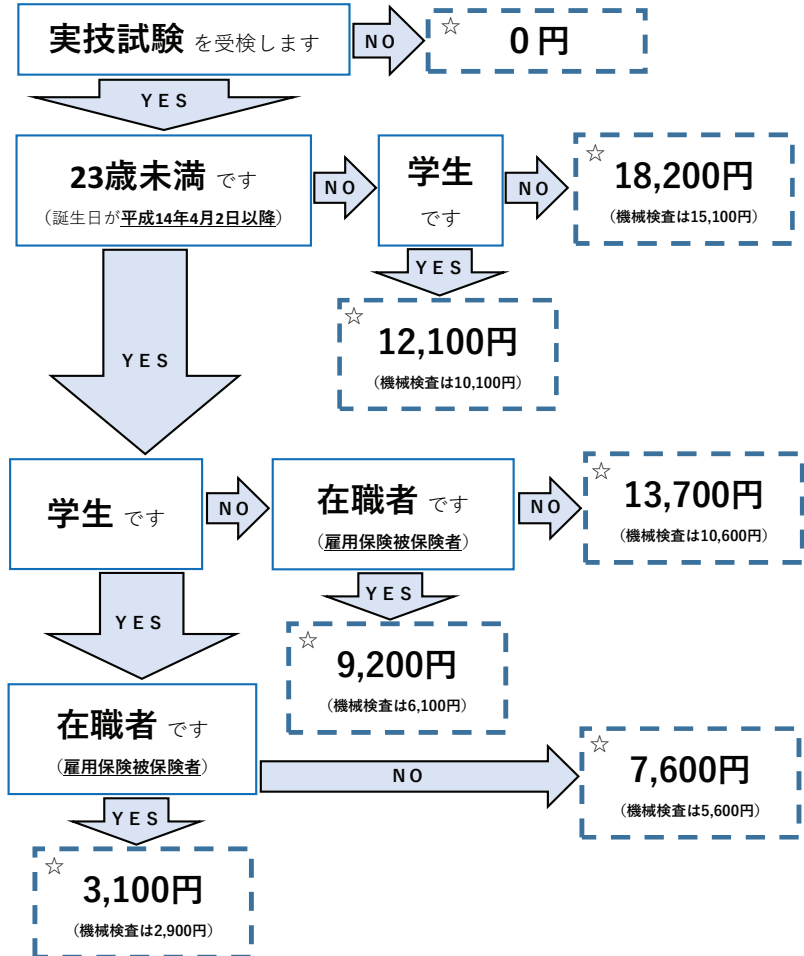 実技試験 を受検します
NO
☆
0円
YES
23歳未満 です
（誕生日が平成14年4月2日以降）
NO
学生
です
NO
☆
18,200円
（機械検査は15,100円）
YES
☆
12,100円
（機械検査は10,100円）
YES
学生 です
NO
在職者 です
（雇用保険被保険者）
NO
☆
13,700円
（機械検査は10,600円）
YES
☆
9,200円
（機械検査は6,100円）
YES
在職者 です
（雇用保険被保険者）
NO
☆
7,600円
（機械検査は5,600円）
YES
☆
3,100円
（機械検査は2,900円）